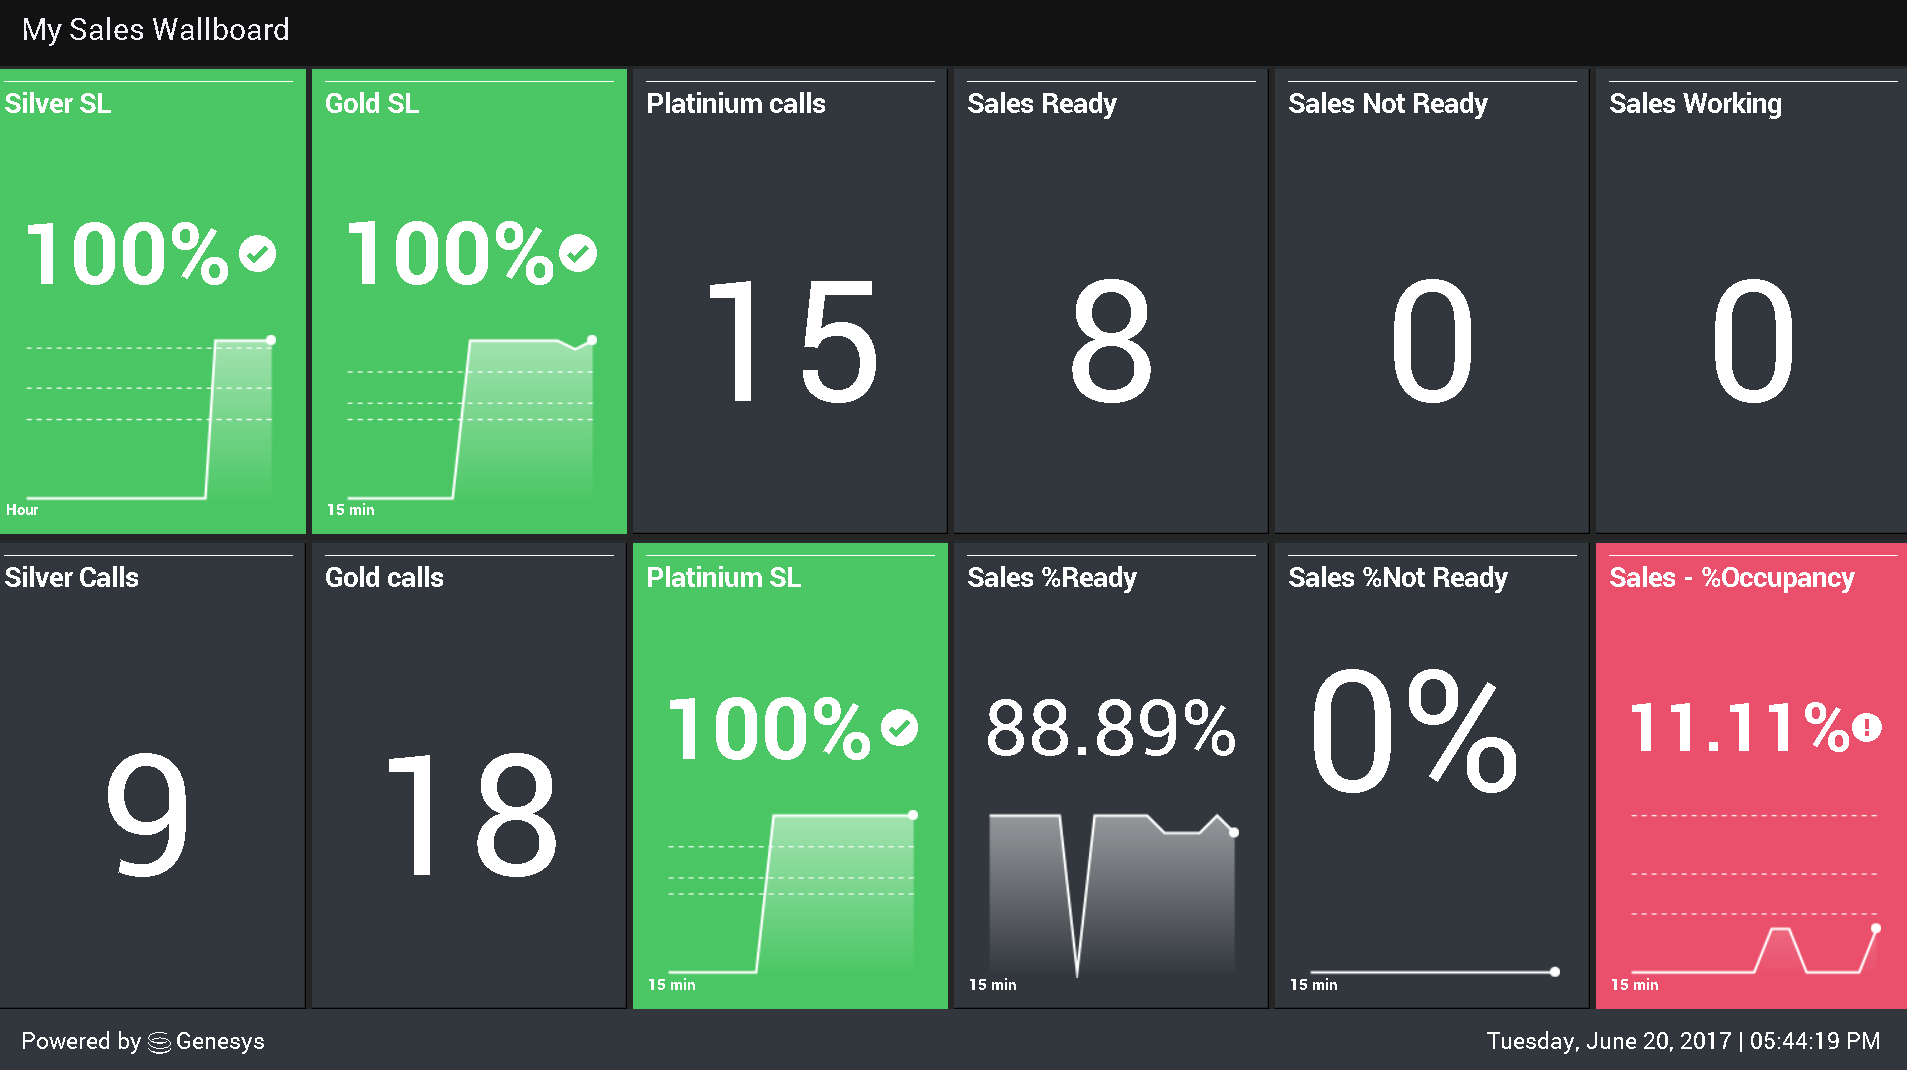 My Sales Wallboard
Silver SL
100%
Hour
Gold SL
100%
15 min
Platinium calls
15
Sales Ready
8
Sales Not Ready
0
Sales Working
0
Silver Calls
9
Gold calls
18
Platinium SL
100%
15 min
Sales %Ready
88.89%
15 min
Sales %Not Ready
0%
15 min
Sales - %Occupancy
11.11%
15 min
Powered by Genesys
Tuesday, June 20, 2017 | 05:44:19 PM